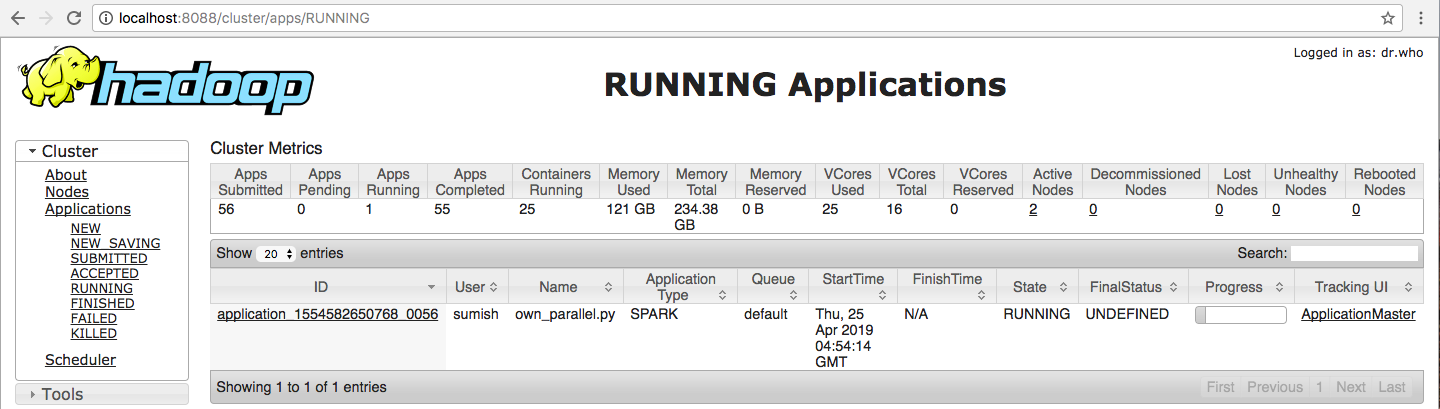 localhost:8088/cluster/apps/RUNNING
Logged in as: dr.who
hadoop
RUNNING Applications
Cluster
About
Nodes
Applications
NEW
NEW_SAVING
SUBMITTED
ACCEPTED
RUNNING
FINISHED
FAILED
KILLED
Scheduler
Tools
Cluster Metrics
Apps Submitted Apps Pending Apps Running Apps Completed Containers Running Memory Used Memory Total Memory Reserved VCores Used VCores Total VCores Reserved Active Nodes Decommissioned Nodes Lost Nodes Unhealthy Nodes Rebooted Nodes
56 0 1 55 25 121 GB 234.38 GB 0 B 25 16 0 2 0 0 0 0
Show 20 entries Search:
ID User Name Application Type Queue StartTime FinishTime State FinalStatus Progress Tracking UI
application_1554582650768_0056 sumish own_parallel.py SPARK default Thu, 25 Apr 2019 04:54:14 GMT N/A RUNNING UNDEFINED ApplicationMaster
Showing 1 to 1 of 1 entries First Previous 1 Next Last